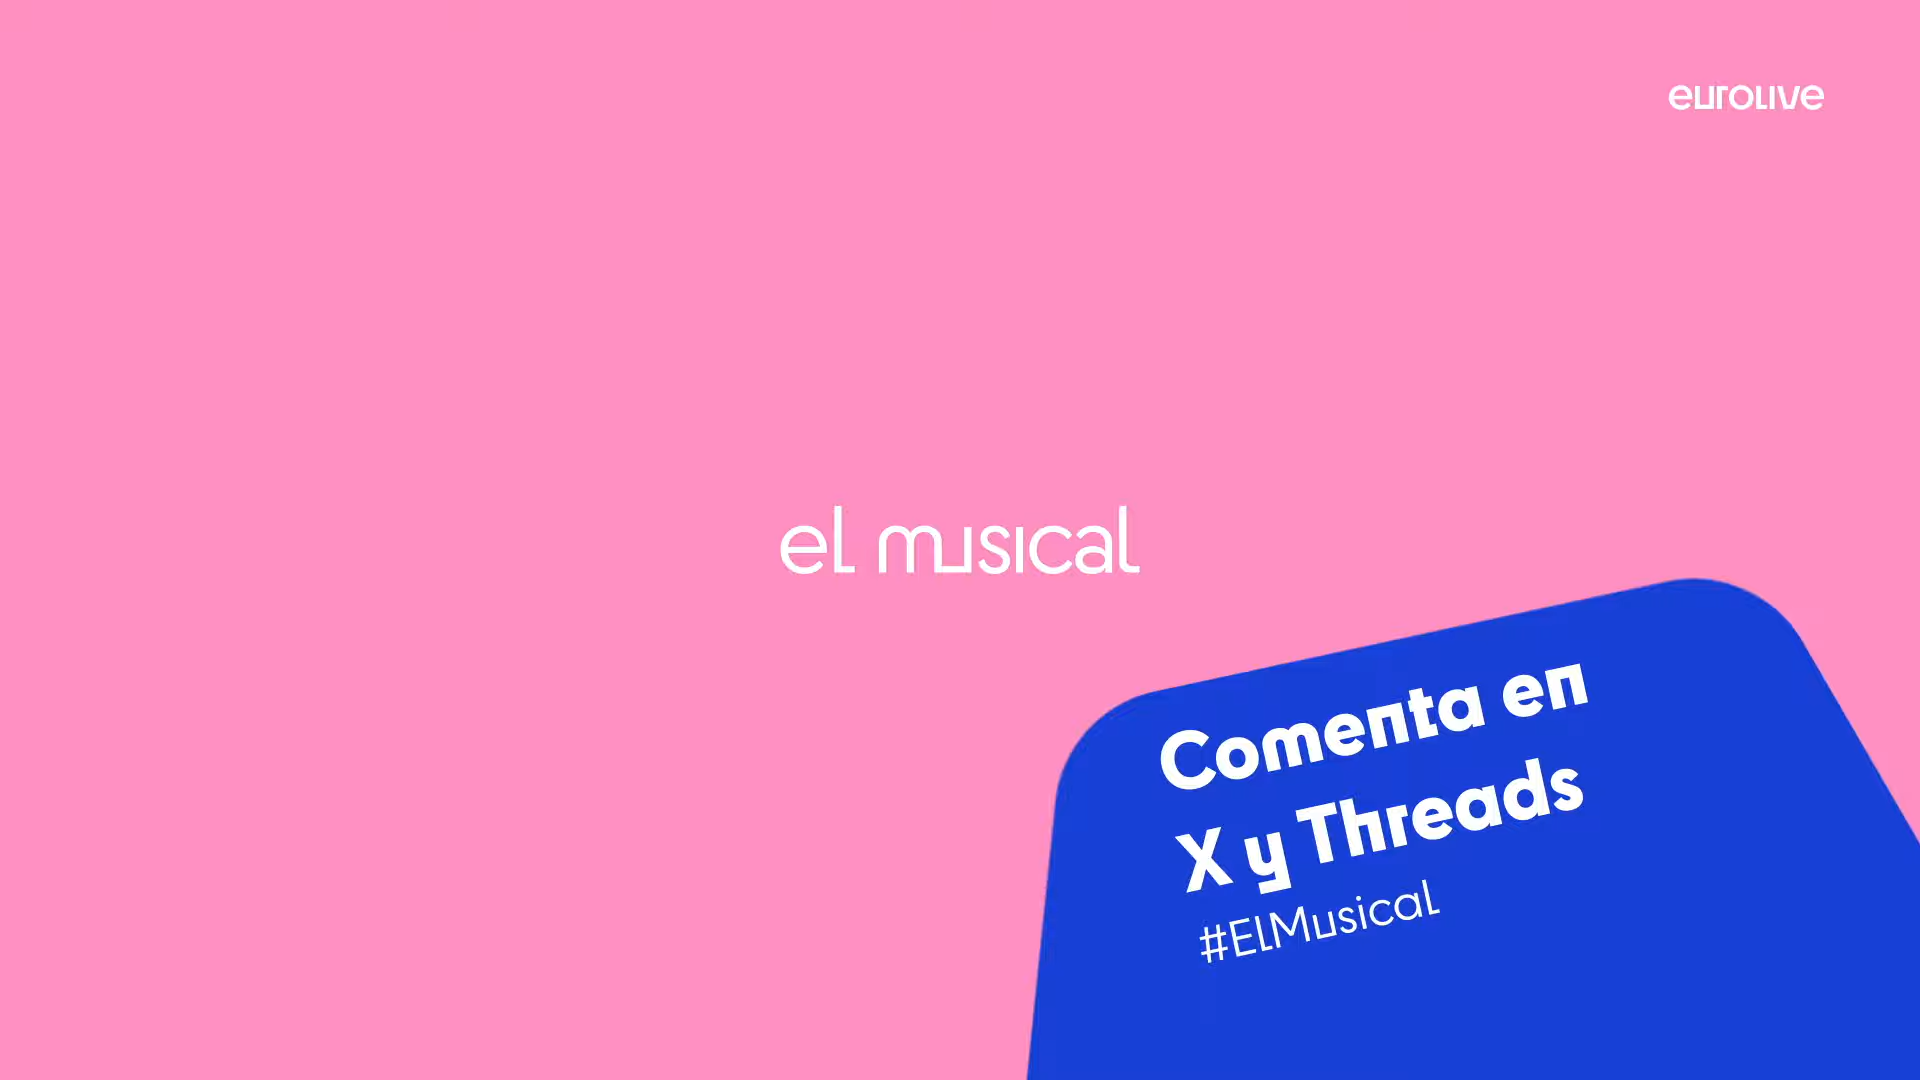 eurolive
el musical
Comenta en
X y Threads
#ElMusical